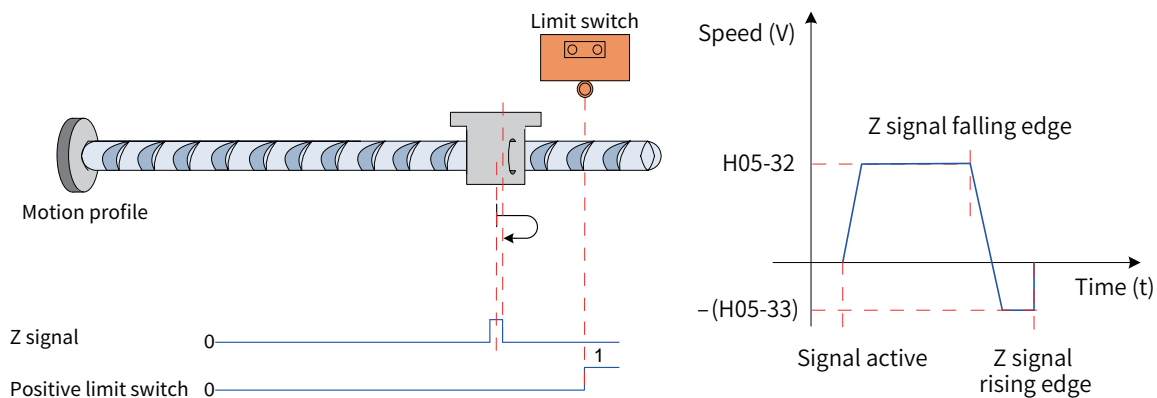 Limit switch
Motion profile
Z signal
0
1
Positive limit switch
0
Speed (V)
Z signal falling edge
H05-32
Time (t)
–(H05-33)
Signal active
Z signal
rising edge